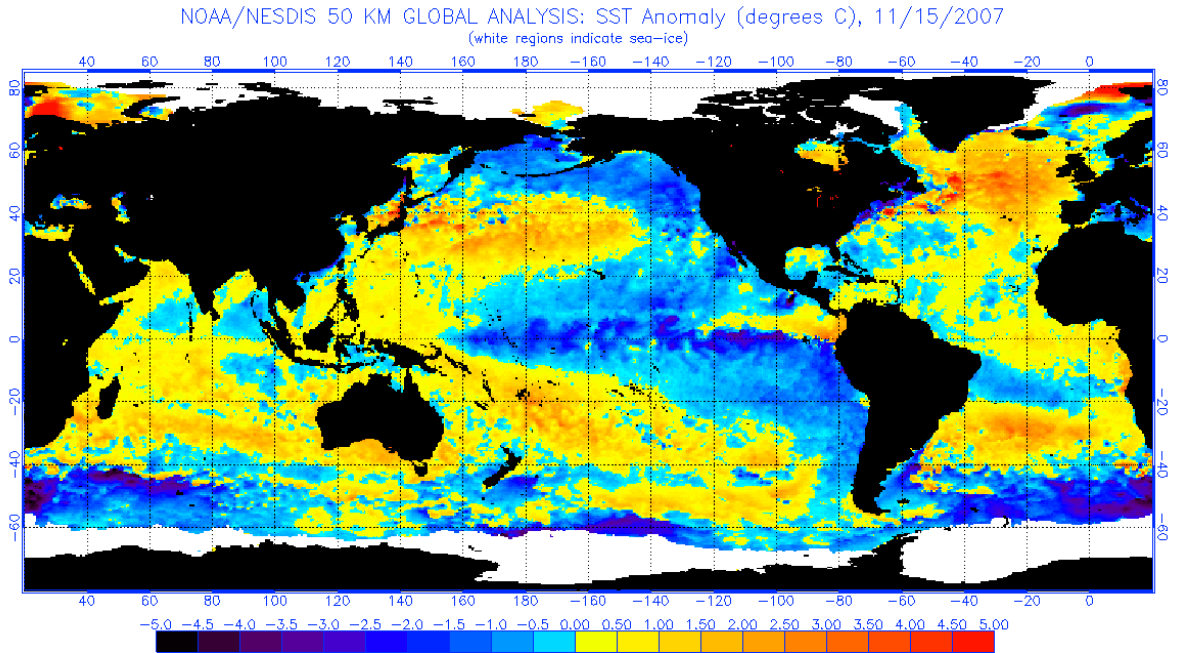 NOAA/NESDIS 50 KM GLOBAL ANALYSIS: SST Anomaly (degrees C), 11/15/2007
(white regions indicate sea-ice)
40 60 80 100 120 140 160 180 -160 -140 -120 -100 -80 -60 -40 -20 0
80 80
60 60
40 40
20 20
0 0
-20 -20
-40 -40
-60 -60
40 60 80 100 120 140 160 180 -160 -140 -120 -100 -80 -60 -40 -20 0
-5.0 -4.5 -4.0 -3.5 -3.0 -2.5 -2.0 -1.5 -1.0 -0.5 0.00 0.50 1.00 1.50 2.00 2.50 3.00 3.50 4.00 4.50 5.00